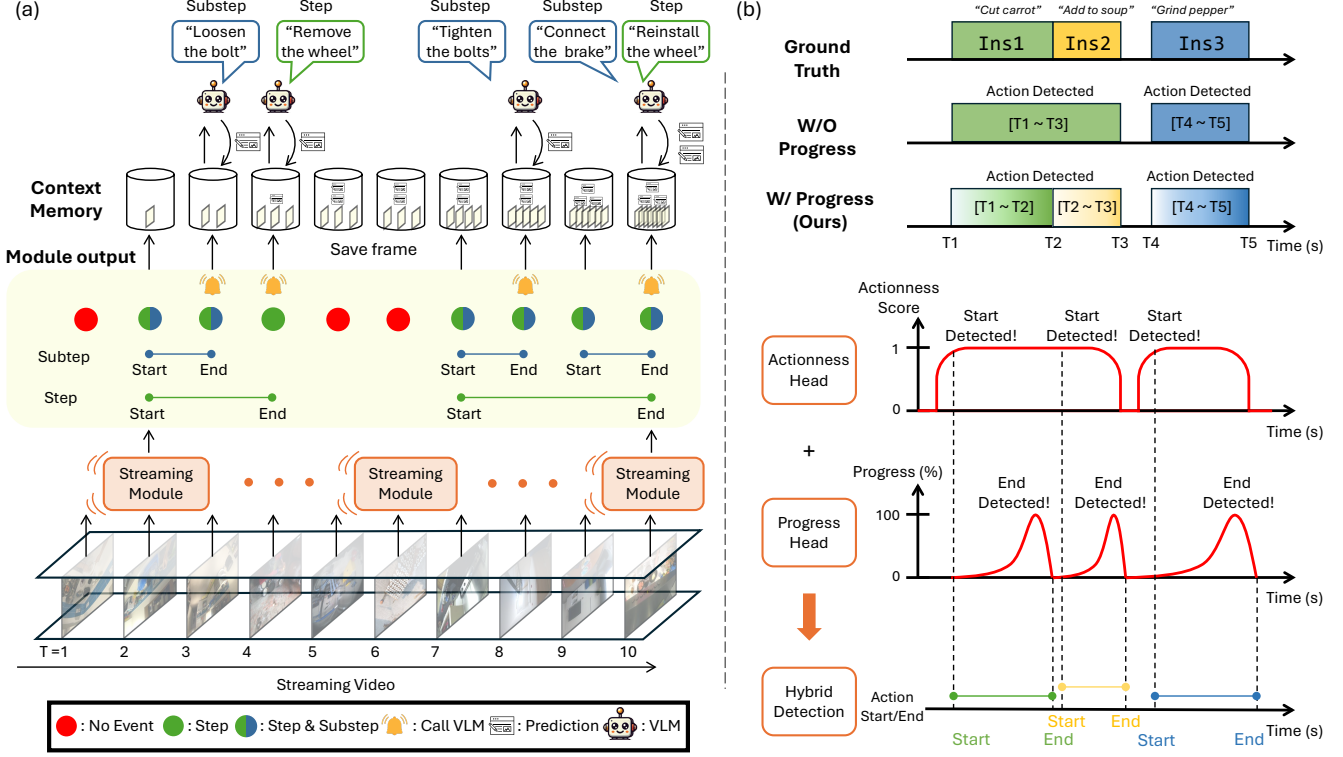 (a)
Substep
Step
Substep
Substep
Step
“Loosen
the bolt”
“Remove
the wheel”
“Tighten
the bolts”
“Connect
the brake”
“Reinstall
the wheel”
Context
Memory
Save frame
Module output
Subtep
Start
End
Start
End
Start
End
Step
Start
End
Start
End
Streaming
Module
Streaming
Module
Streaming
Module
T =1
2
3
4
5
6
7
8
9
10
Streaming Video
: No Event
: Step
: Step & Substep
: Call VLM
: Prediction
: VLM
(b)
“Cut carrot”
“Add to soup”
“Grind pepper”
Ground
Truth
Ins1
Ins2
Ins3
W/O
Progress
Action Detected
Action Detected
[T1 ~ T3]
[T4 ~ T5]
W/ Progress
(Ours)
Action Detected
Action Detected
[T1 ~ T2]
[T2 ~ T3]
[T4 ~ T5]
T1
T2
T3
T4
T5
Time (s)
Actionness
Score
Start
Detected!
Start
Detected!
Start
Detected!
Actionness
Head
1
0
Time (s)
+
Progress (%)
End
Detected!
End
Detected!
End
Detected!
Progress
Head
100
0
Time (s)
Hybrid
Detection
Action
Start/End
Time (s)
Start
End
Start
End
Start
End